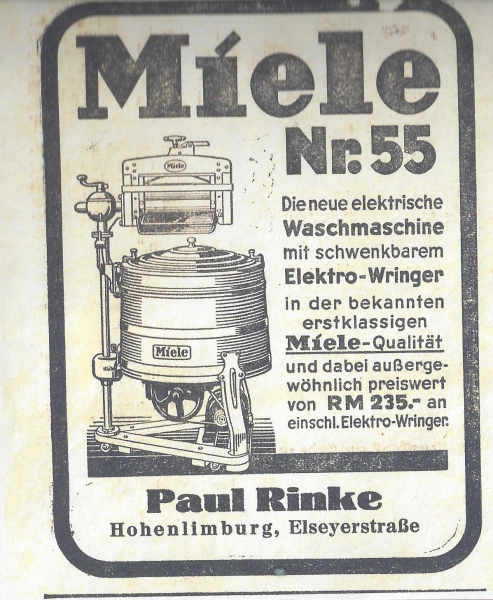 Miele
Nr. 55
Die neue elektrische
Waschmaschine
mit schwenkbarem
Elektro-Wringer
in der bekannten
erstklassigen
Miele-Qualität
und dabei außerge-
wöhnlich preiswert
von RM 235.- an
einschl. Elektro-Wringer.
Miele
Miele
Paul Rinke
Hohenlimburg, Elseyerstraße